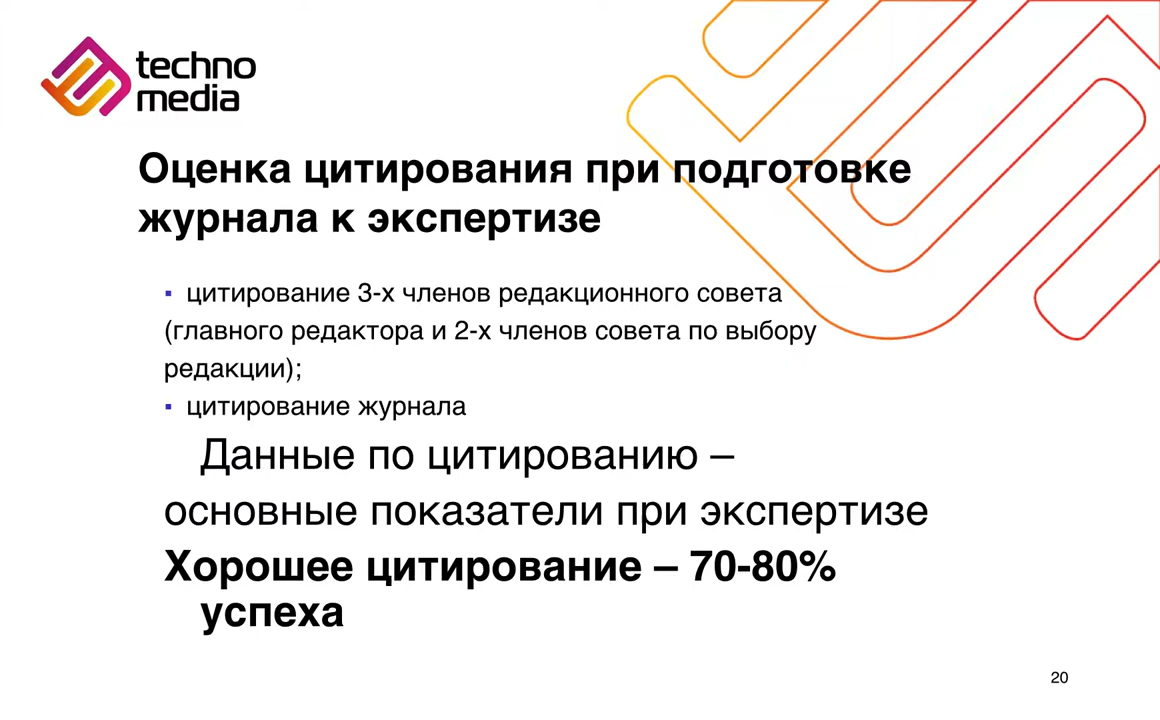 techno
media
Оценка цитирования при подготовке
журнала к экспертизе
▪ цитирование 3-х членов редакционного совета
(главного редактора и 2-х членов совета по выбору
редакции);
▪ цитирование журнала
Данные по цитированию –
основные показатели при экспертизе
Хорошее цитирование – 70-80%
успеха
20